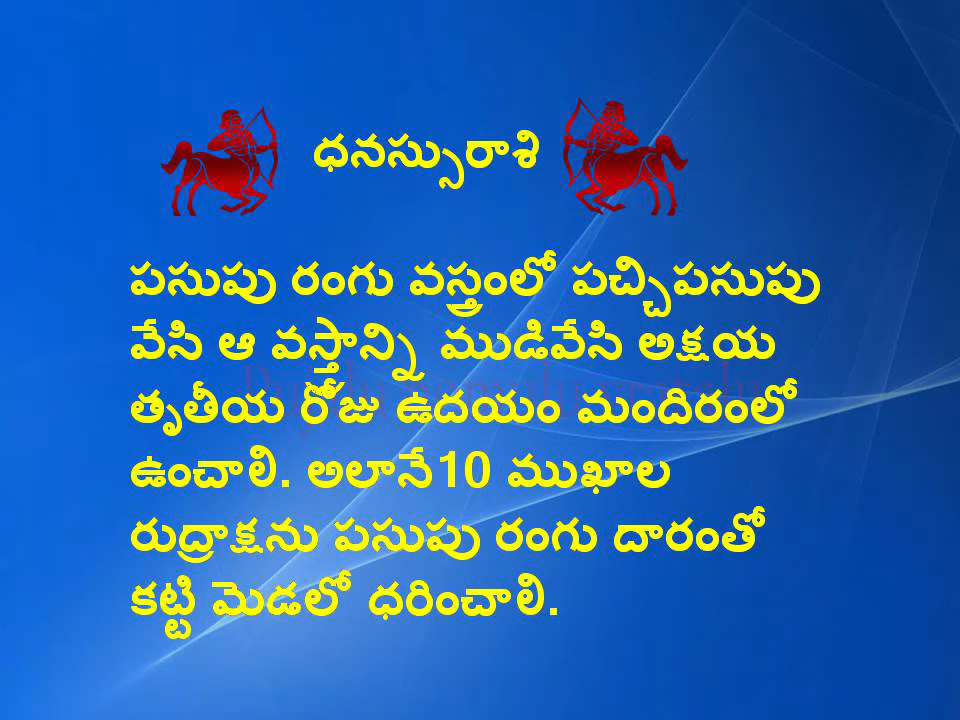 ధనస్సురాశి
పసుపు రంగు వస్త్రంలో పచ్చిపసుపు
వేసి ఆ వస్తాన్ని ముడివేసి అక్షయ
తృతీయ రోజు ఉదయం మందిరంలో
ఉంచాలి. అలానే10 ముఖాల
రుద్రాక్షను పసుపు రంగు దారంతో
కట్టి మెడలో ధరించాలి.